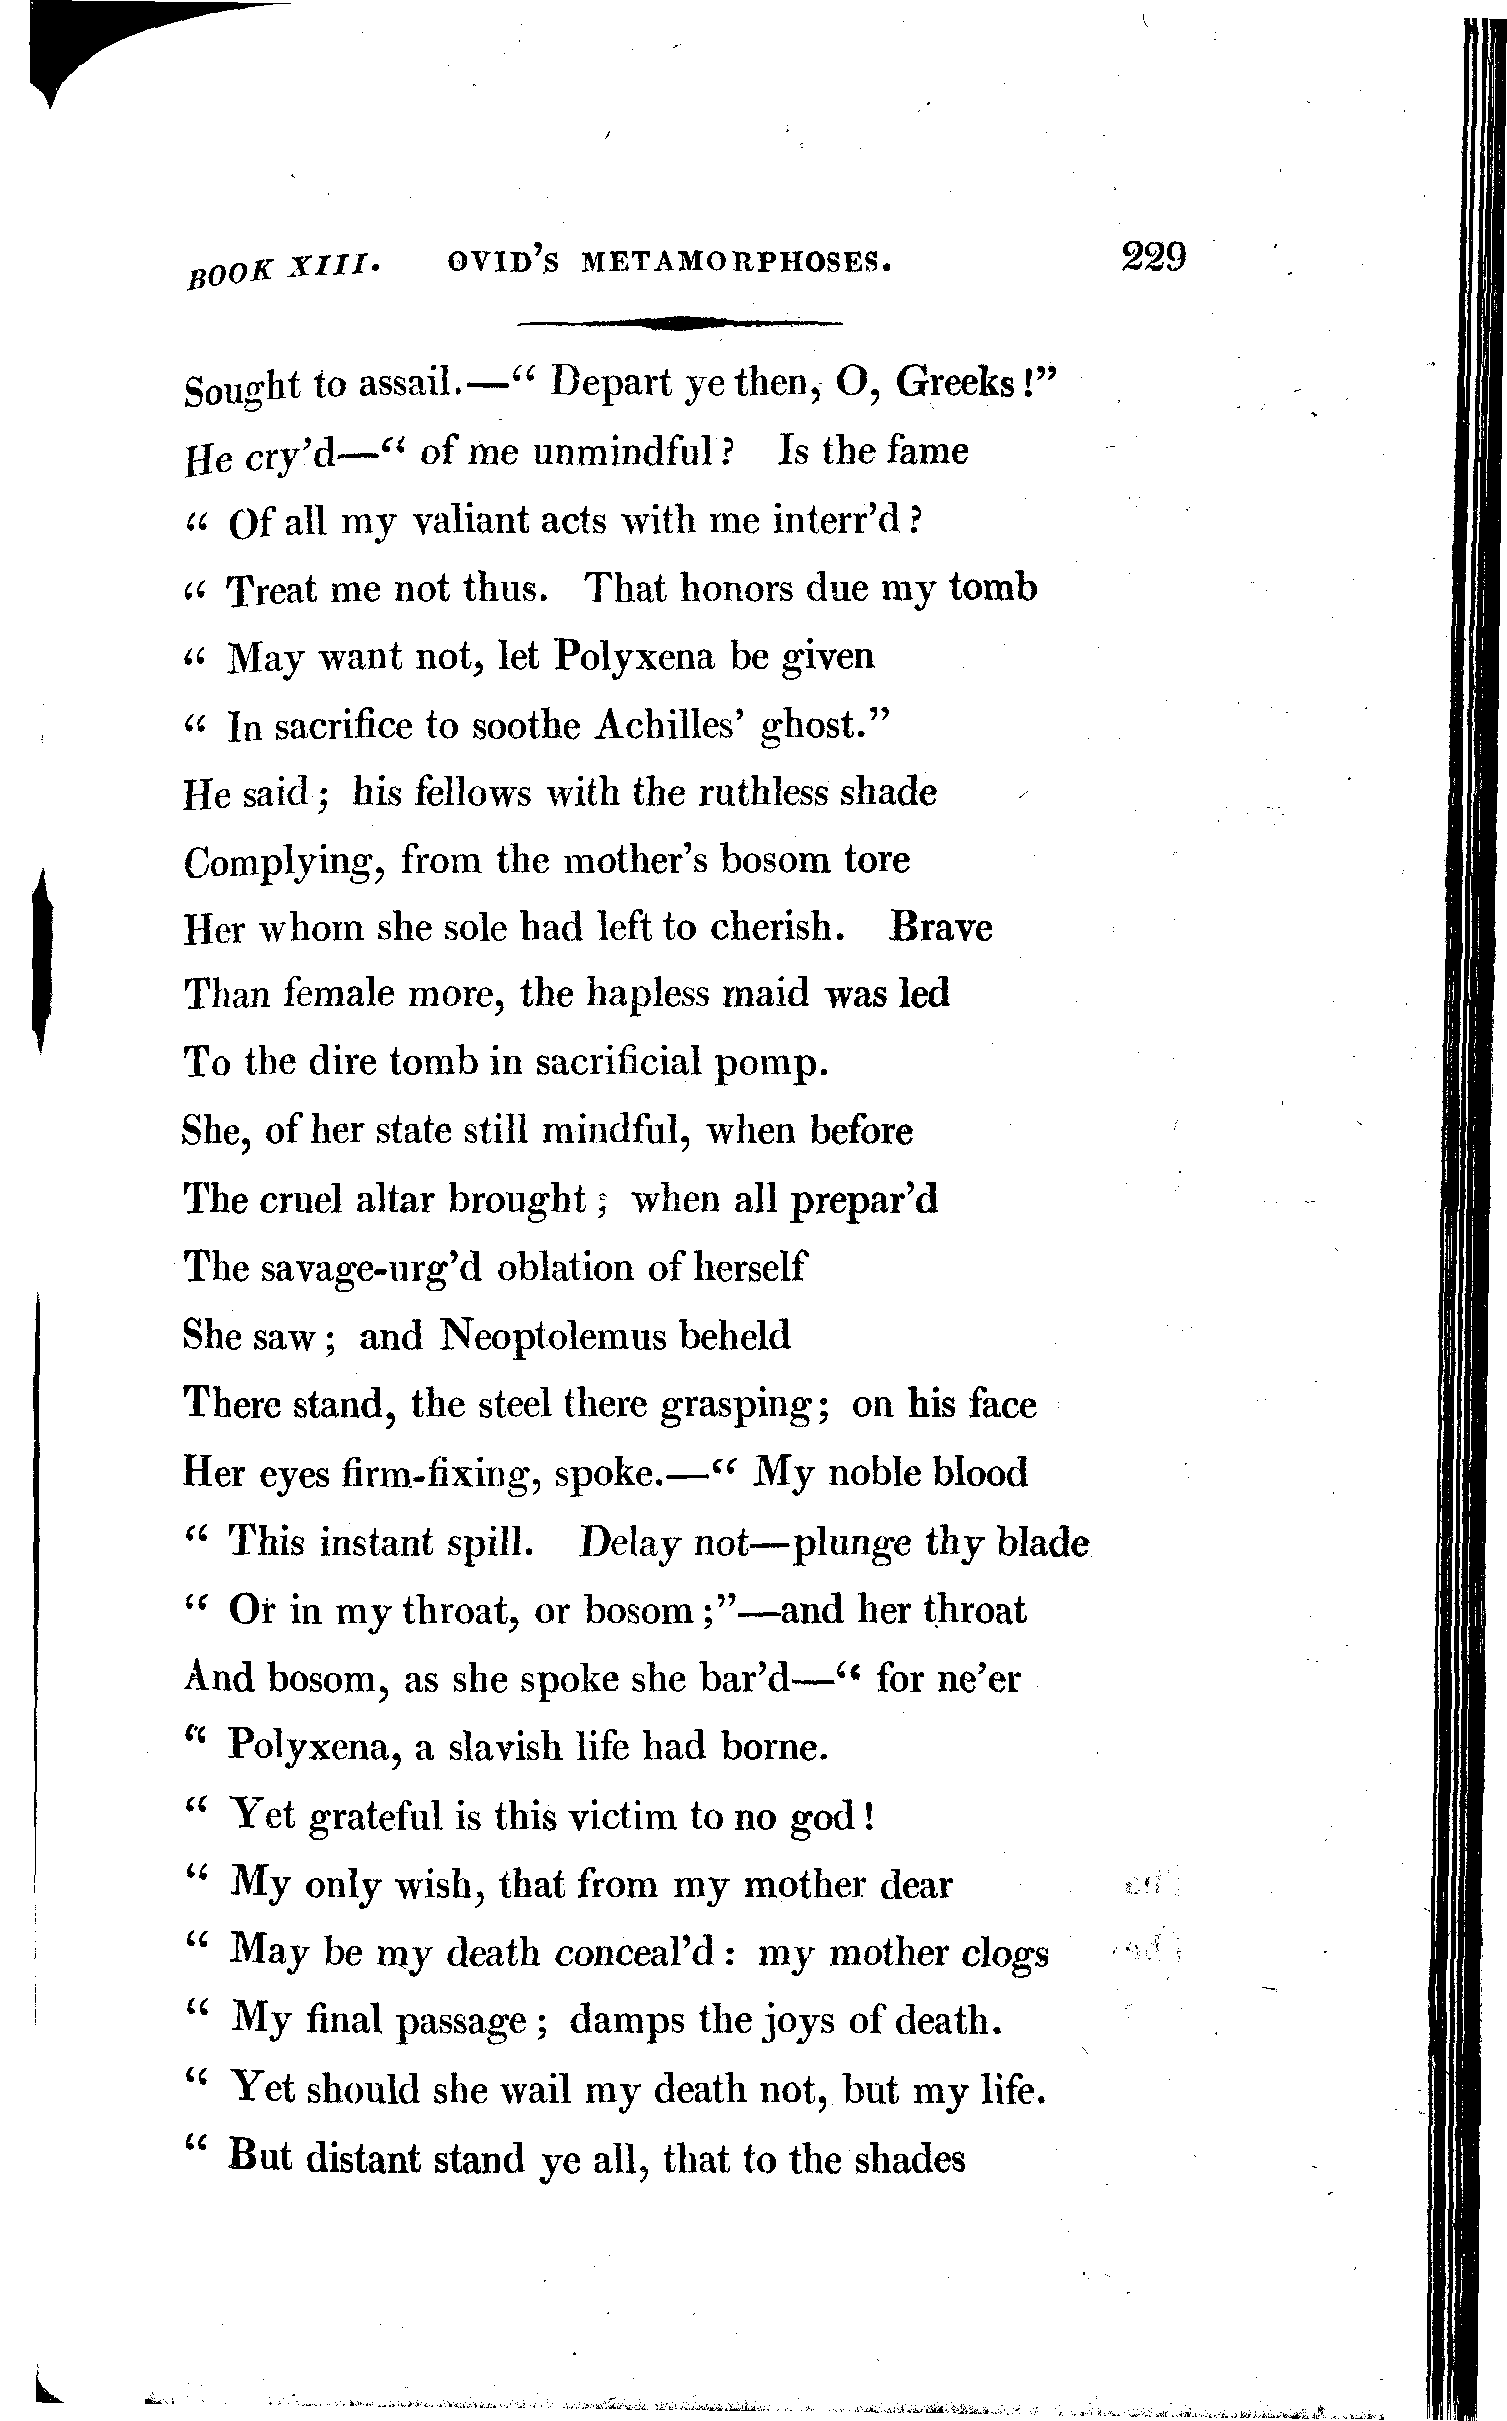 BOOK XIII. OVID'S METAMORPHOSES. 229
Sought to assail.—“ Depart ye then, O, Greeks!”
He cry'd—“ of me unmindful? Is the fame
“ Of all my valiant acts with me interr'd?
“ Treat me not thus. That honors due my tomb
“ May want not, let Polyxena be given
“ In sacrifice to soothe Achilles' ghost.”
He said; his fellows with the ruthless shade
Complying, from the mother's bosom tore
Her whom she sole had left to cherish. Brave
Than female more, the hapless maid was led
To the dire tomb in sacrificial pomp.
She, of her state still mindful, when before
The cruel altar brought; when all prepar'd
The savage-urg'd oblation of herself
She saw; and Neoptolemus beheld
There stand, the steel there grasping; on his face
Her eyes firm-fixing, spoke.—“ My noble blood
“ This instant spill. Delay not—plunge thy blade
“ Or in my throat, or bosom;”—and her throat
And bosom, as she spoke she bar'd—“ for ne'er
“ Polyxena, a slavish life had borne.
“ Yet grateful is this victim to no god!
“ My only wish, that from my mother dear
“ May be my death conceal'd: my mother clogs
“ My final passage; damps the joys of death.
“ Yet should she wail my death not, but my life.
“ But distant stand ye all, that to the shades